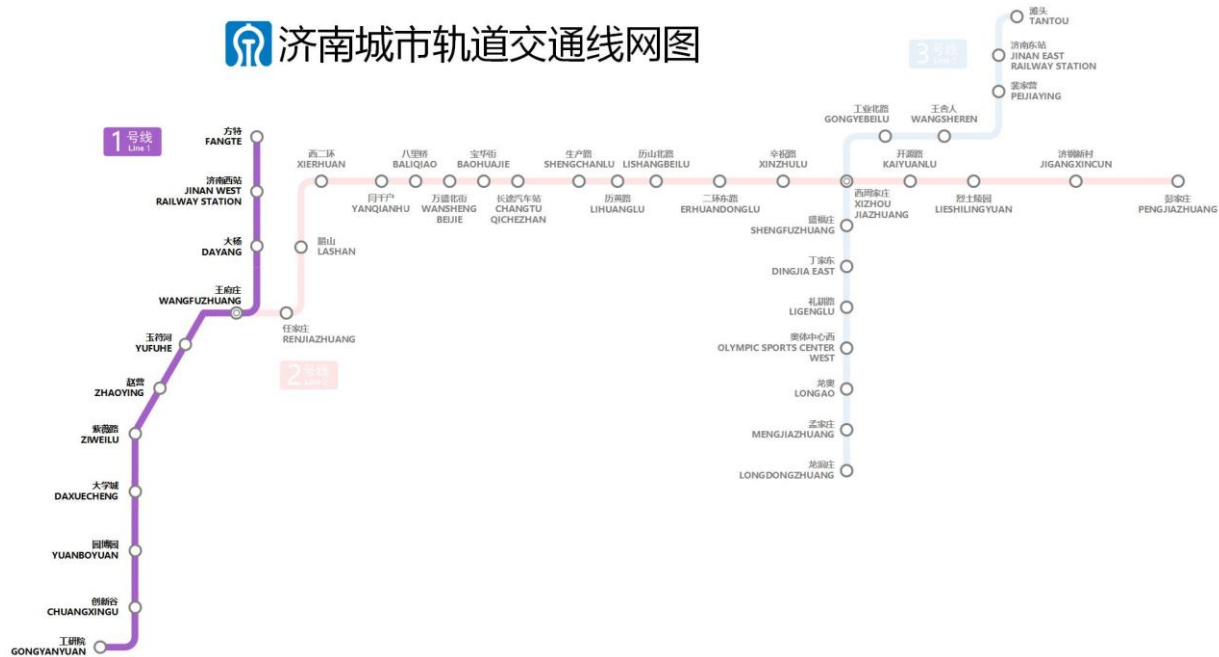 济南城市轨道交通线网图
1号线
Line 1
方特
FANGTE
济南西站
JINAN WEST
RAILWAY STATION
大杨
DAYANG
王府庄
WANGFUZHUANG
玉符河
YUFUHE
赵营
ZHAOYING
紫薇路
ZIWEILU
大学城
DAXUECHENG
园博园
YUANBOYUAN
创新谷
CHUANGXINGU
工研院
GONGYANYUAN
2号线
任家庄
RENJIAZHUANG
腊山
LASHAN
西二环
XIERHUAN
闫千户
YANQIANHU
八里桥
BALIQIAO
万盛北街
WANSHENG
BEIJIE
宝华街
BAOHUAJIE
长途汽车站
CHANGTU
QICHEZHAN
生产路
SHENGCHANLU
历黄路
LIHUANGLU
历山北路
LISHANGBEILU
二环东路
ERHUANDONGLU
辛祝路
XINZHULU
西周家庄
XIZHOU
JIAZHUANG
开源路
KAIYUANLU
烈士陵园
LIESHILINGYUAN
济钢新村
JIGANGXINCUN
彭家庄
PENGJIAZHUANG
3号线
滩头
TANTOU
济南东站
JINAN EAST
RAILWAY STATION
裴家营
PEIJIAYING
王舍人
WANGSHEREN
工业北路
GONGYEBEILU
盛福庄
SHENGFUZHUANG
丁家东
DINGJIA EAST
礼耕路
LIGENGLU
奥体中心西
OLYMPIC SPORTS CENTER
WEST
龙奥
LONGAO
孟家庄
MENGJIAZHUANG
龙洞庄
LONGDONGZHUANG